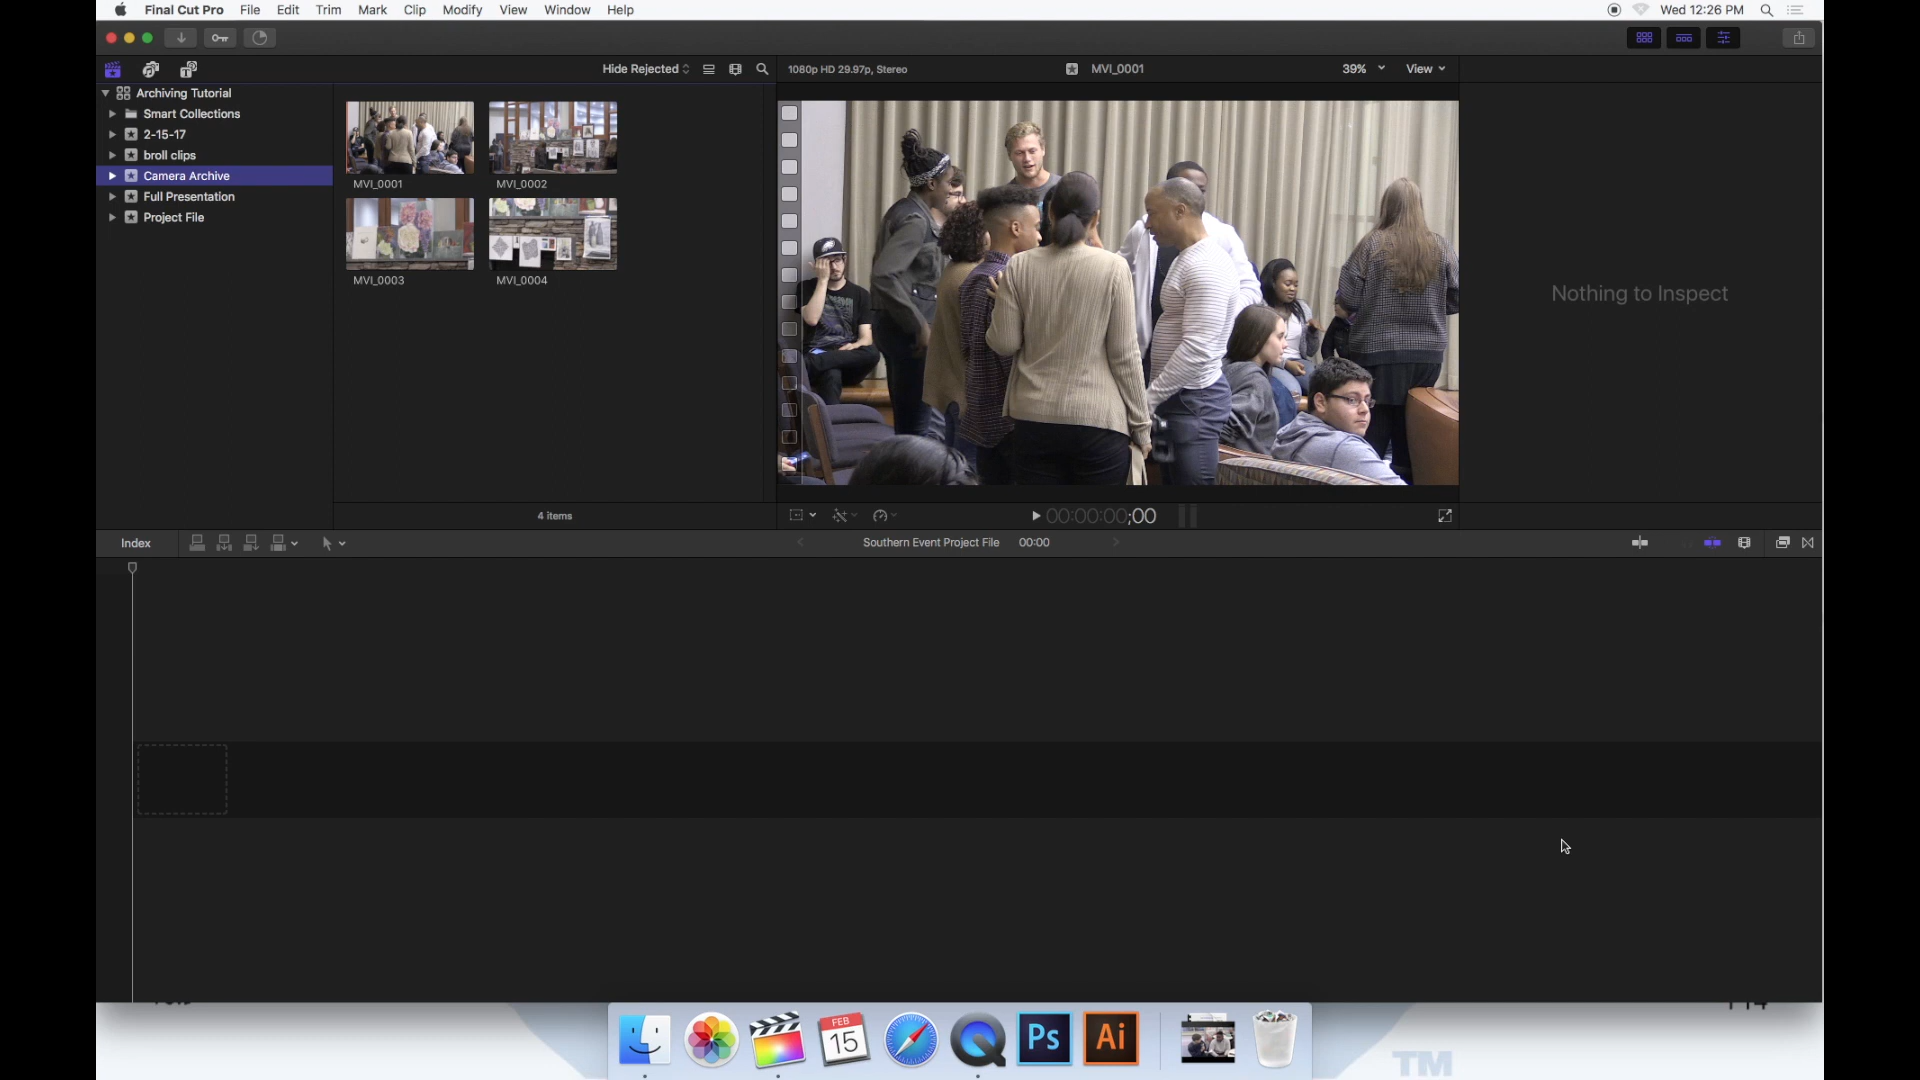 Final Cut Pro File Edit Trim Mark Clip Modify View Window Help Wed 12:26 PM
Hide Rejected 1080p HD 29.97p, Stereo MVI_0001 39% View
Archiving Tutorial
Smart Collections
2-15-17
broll clips
Camera Archive
Full Presentation
Project File
MVI_0001 MVI_0002
MVI_0003 MVI_0004
4 items
Nothing to Inspect
00:00:00;00
Index Southern Event Project File 00:00
FEB
15
Ps
Ai
TM